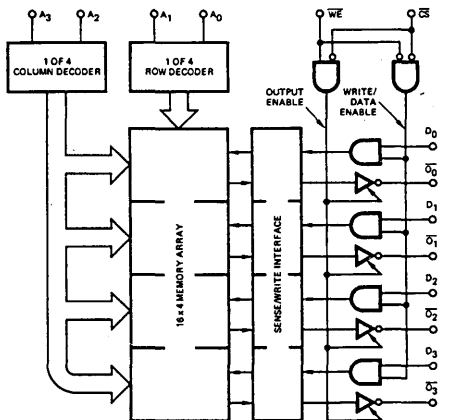 A3 A2 A1 A0 WE CS
1 OF 4
COLUMN DECODER
1 OF 4
ROW DECODER
OUTPUT
ENABLE
WRITE/
DATA
ENABLE
D0
O0
D1
O1
D2
O2
D3
O3
16 x 4 MEMORY ARRAY
SENSE/WRITE INTERFACE